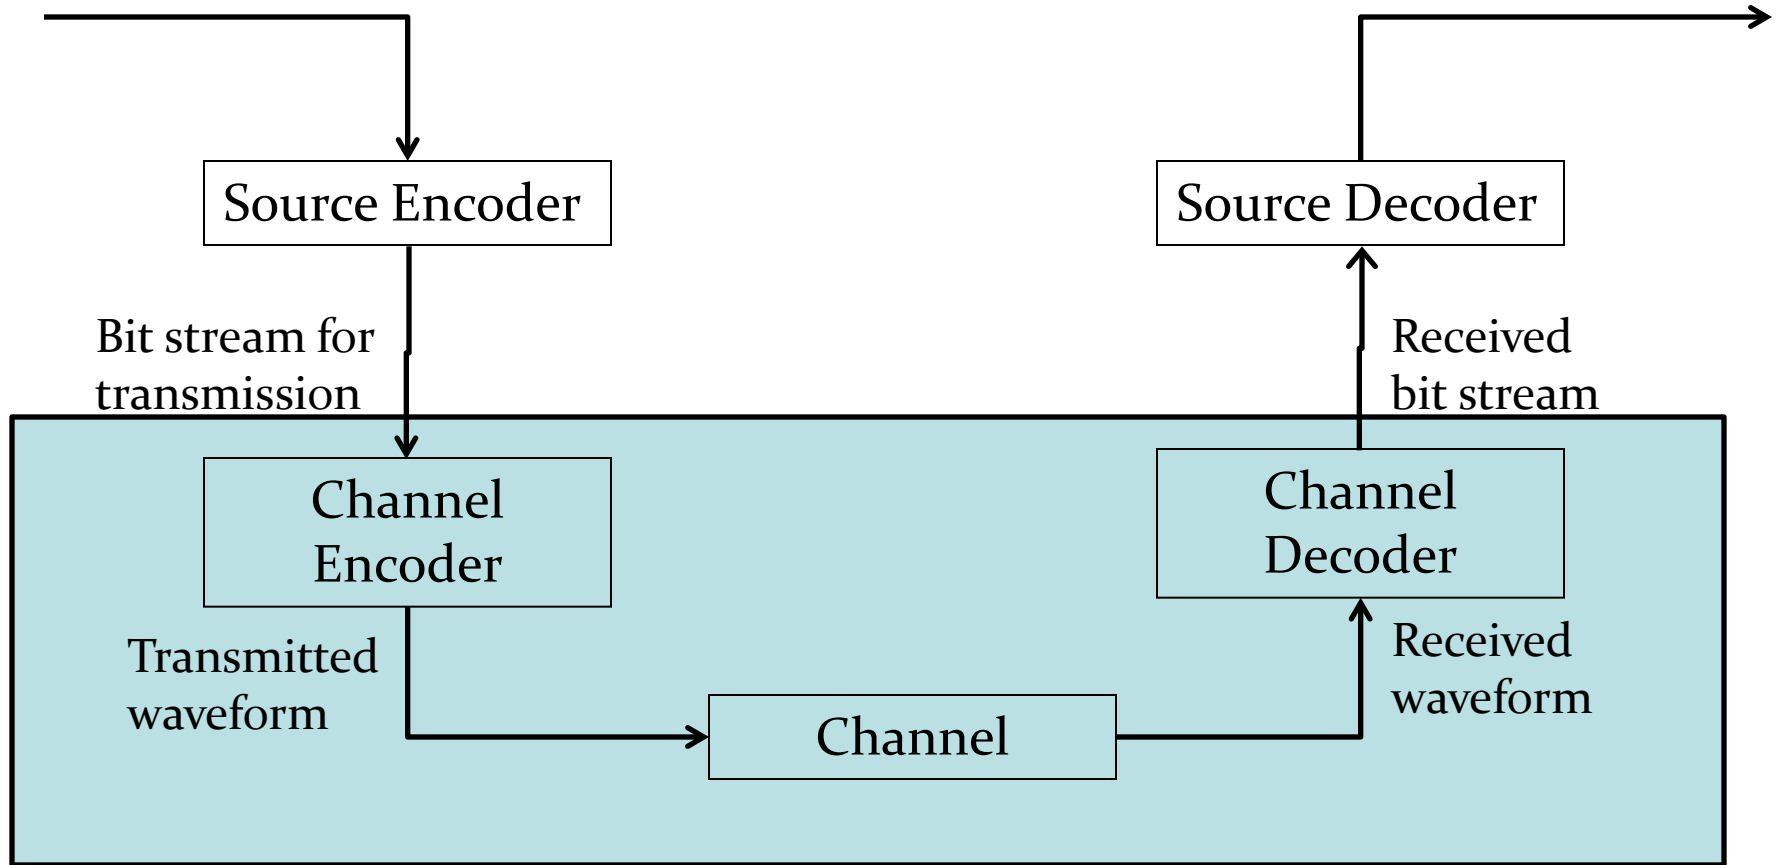 Source Encoder
Source Decoder
Bit stream for
transmission
Received
bit stream
Channel
Encoder
Channel
Decoder
Transmitted
waveform
Received
waveform
Channel